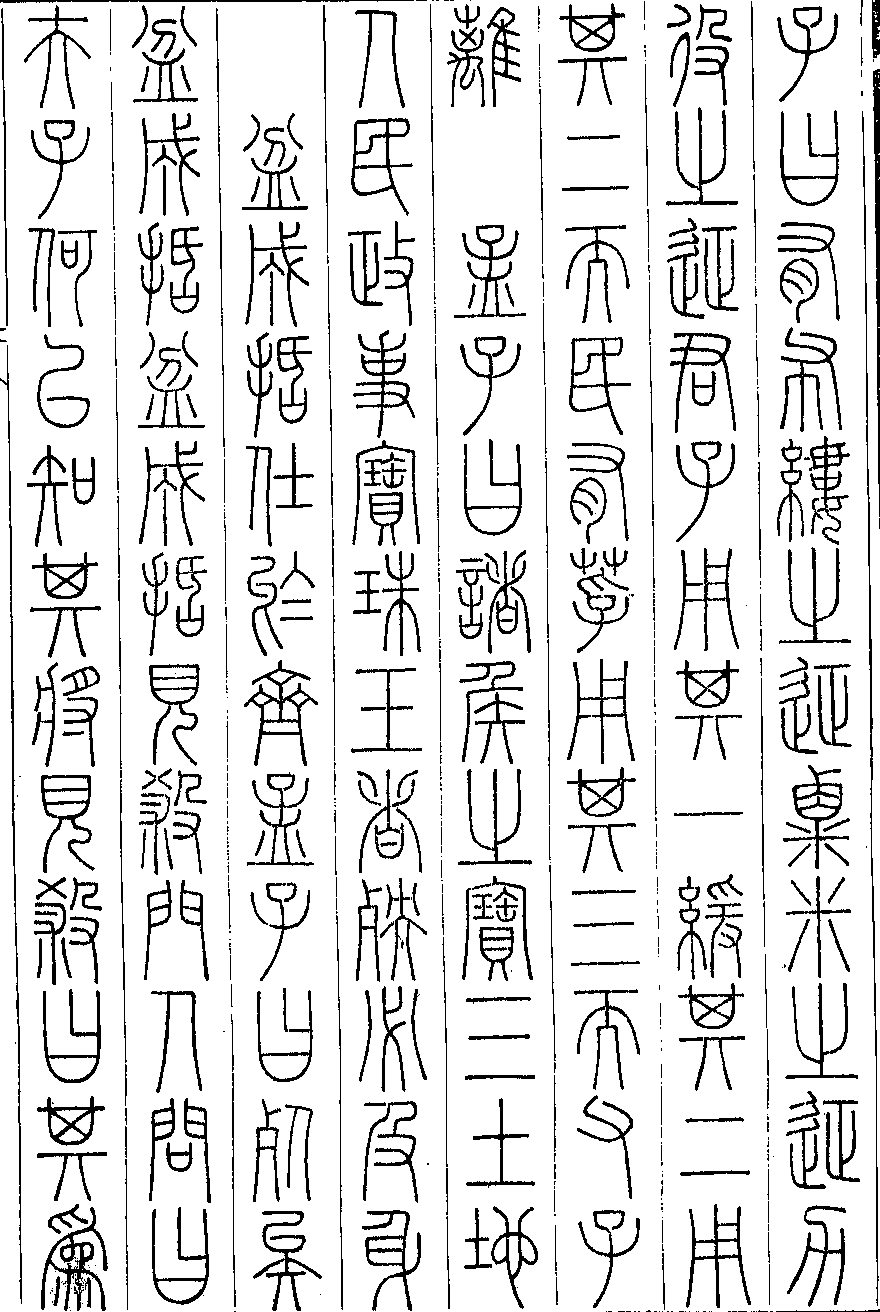 子曰有布縷之征粟米之征力
役之征君子用其一緩其二用
其二而民有莩用其三而父子
離　孟子曰諸侯之寶三土地
人民政事寶珠玉者殃必及身
盆成括仕於齊孟子曰死矣
盆成括盆成括見殺門人問曰
夫子何以知其將見殺曰其為